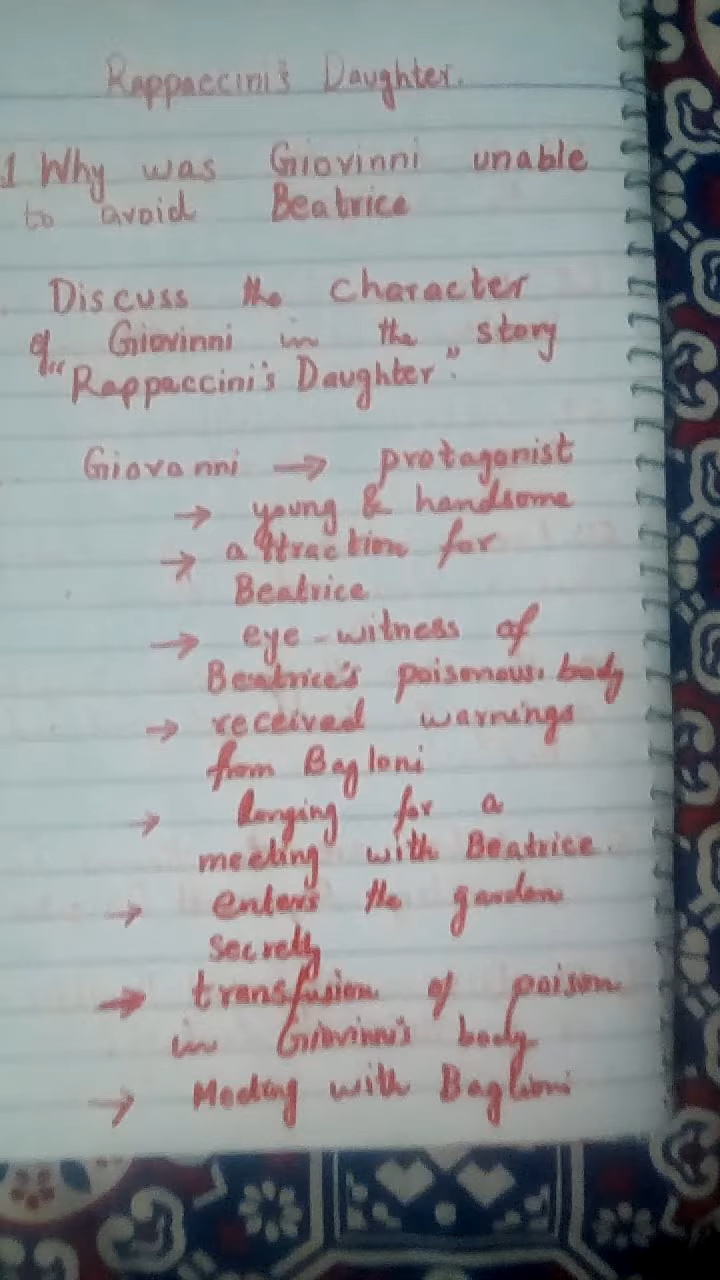 Rappaccini's Daughter.
1 Why was Giovinni unable
to avoid Beatrice
Discuss the character
of Giovinni in the story
"Rappaccini's Daughter".
Giovanni → protagonist
→ young & handsome
→ attraction for
Beatrice
→ eye-witness of
Beatrice's poisonous body
→ received warnings
from Bagloni
→ longing for a
meeting with Beatrice.
→ enters the garden
secretly
→ transfusion of poison
in Giovinni's body
→ Meeting with Baglioni